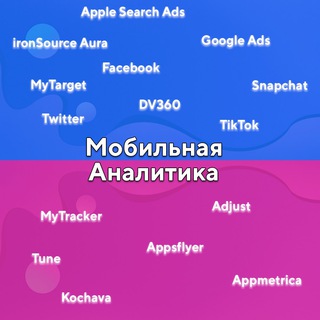 Apple Search Ads
ironSource Aura
Google Ads
Facebook
MyTarget
Snapchat
DV360
Twitter
TikTok
Мобильная
Аналитика
MyTracker
Adjust
Appsflyer
Tune
Appmetrica
Kochava